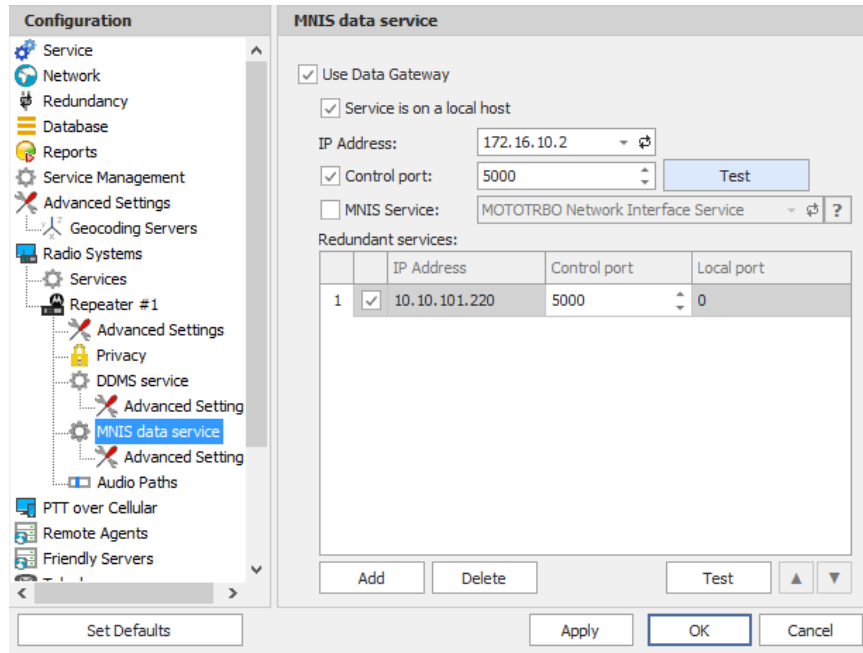 Configuration
Service
Network
Redundancy
Database
Reports
Service Management
Advanced Settings
Geocoding Servers
Radio Systems
Services
Repeater #1
Advanced Settings
Privacy
DDMS service
Advanced Setting
MNIS data service
Advanced Setting
Audio Paths
PTT over Cellular
Remote Agents
Friendly Servers
Set Defaults
MNIS data service
Use Data Gateway
Service is on a local host
IP Address: 172.16.10.2
Control port: 5000 Test
MNIS Service: MOTOTRBO Network Interface Service ?
Redundant services:
IP Address Control port Local port
1 10.10.101.220 5000 0
Add Delete Test
Apply OK Cancel